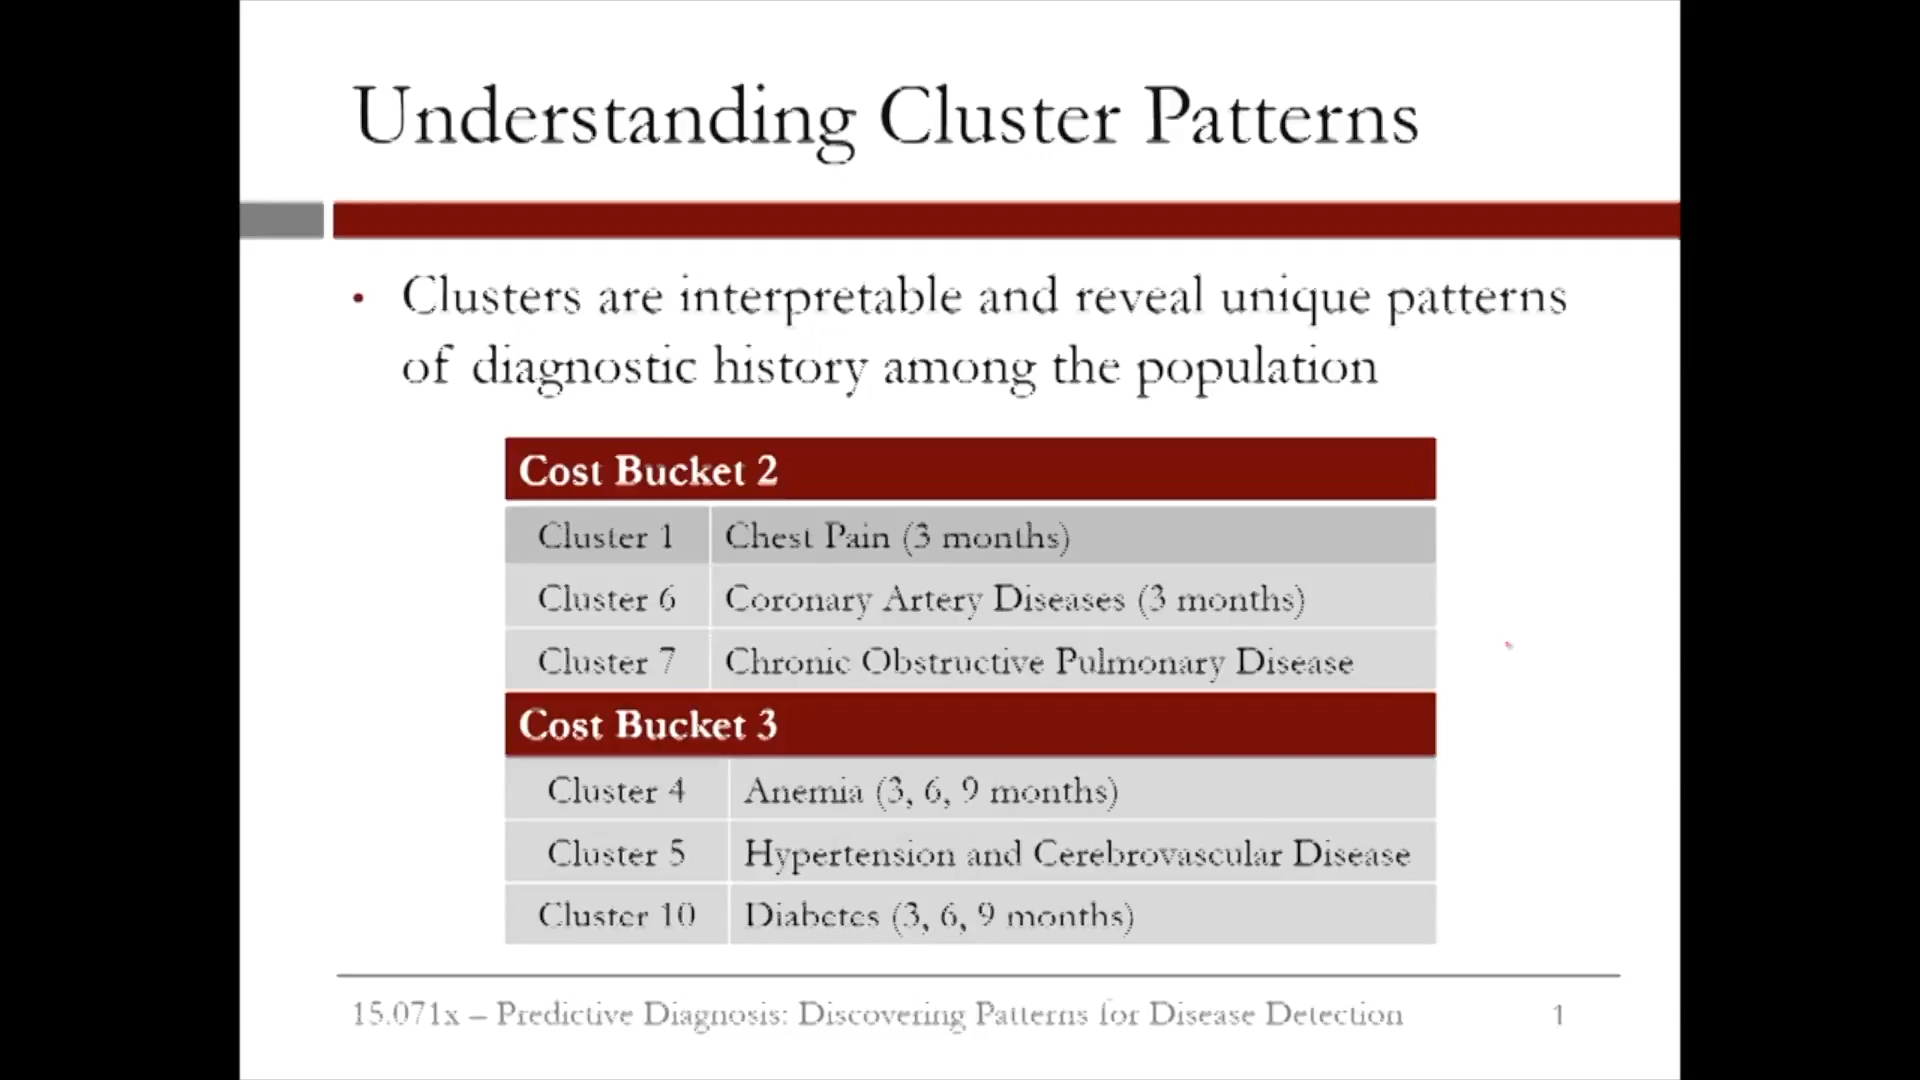 Understanding Cluster Patterns
• Clusters are interpretable and reveal unique patterns
of diagnostic history among the population
Cost Bucket 2
Cluster 1 Chest Pain (3 months)
Cluster 6 Coronary Artery Diseases (3 months)
Cluster 7 Chronic Obstructive Pulmonary Disease
Cost Bucket 3
Cluster 4 Anemia (3, 6, 9 months)
Cluster 5 Hypertension and Cerebrovascular Disease
Cluster 10 Diabetes (3, 6, 9 months)
15.071x – Predictive Diagnosis: Discovering Patterns for Disease Detection 1